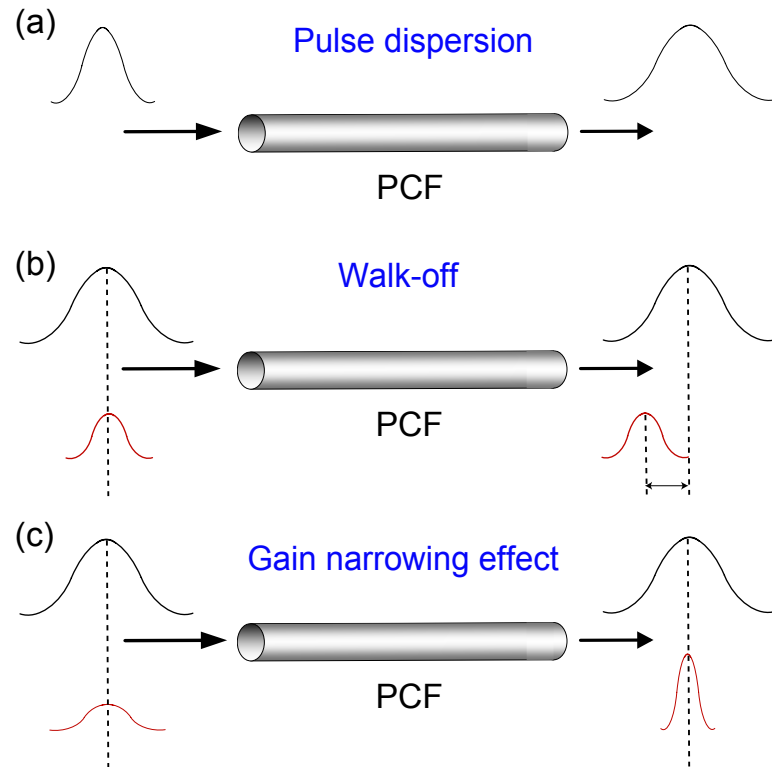 (a)
Pulse dispersion
PCF
(b)
Walk-off
PCF
(c)
Gain narrowing effect
PCF